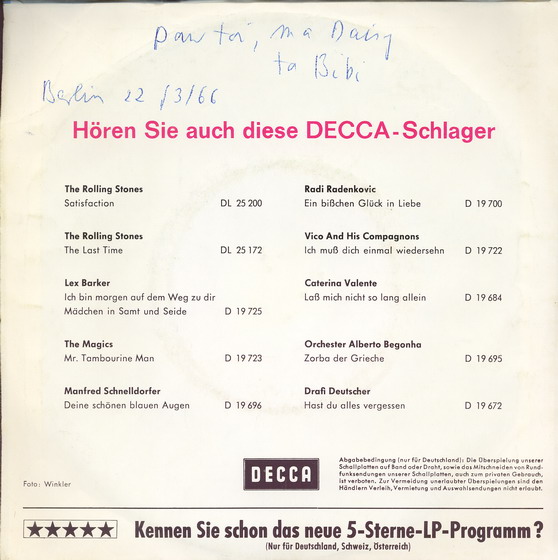 pour toi, ma Daisy
ta Bibi
Berlin 22/3/66
Hören Sie auch diese DECCA-Schlager
The Rolling Stones
Satisfaction DL 25 200
The Rolling Stones
The Last Time DL 25 172
Lex Barker
Ich bin morgen auf dem Weg zu dir
Mädchen in Samt und Seide D 19 725
The Magics
Mr. Tambourine Man D 19 723
Manfred Schnelldorfer
Deine schönen blauen Augen D 19 696
Radi Radenkovic
Ein bißchen Glück in Liebe D 19 700
Vico And His Compagnons
Ich muß dich einmal wiedersehn D 19 722
Caterina Valente
Laß mich nicht so lang allein D 19 684
Orchester Alberto Begonha
Zorba der Grieche D 19 695
Drafi Deutscher
Hast du alles vergessen D 19 672
Foto: Winkler
DECCA
Abgabebedingung (nur für Deutschland): Die Überspielung unserer
Schallplatten auf Band oder Draht, sowie das Mitschneiden von Rund-
funksendungen unserer Schallplatten, auch zum privaten Gebrauch,
ist verboten. Zur Vermeidung unerlaubter Überspielungen sind den
Händlern Verleih, Vermietung und Auswahlsendungen nicht erlaubt.
Kennen Sie schon das neue 5-Sterne-LP-Programm?
(Nur für Deutschland, Schweiz, Österreich)